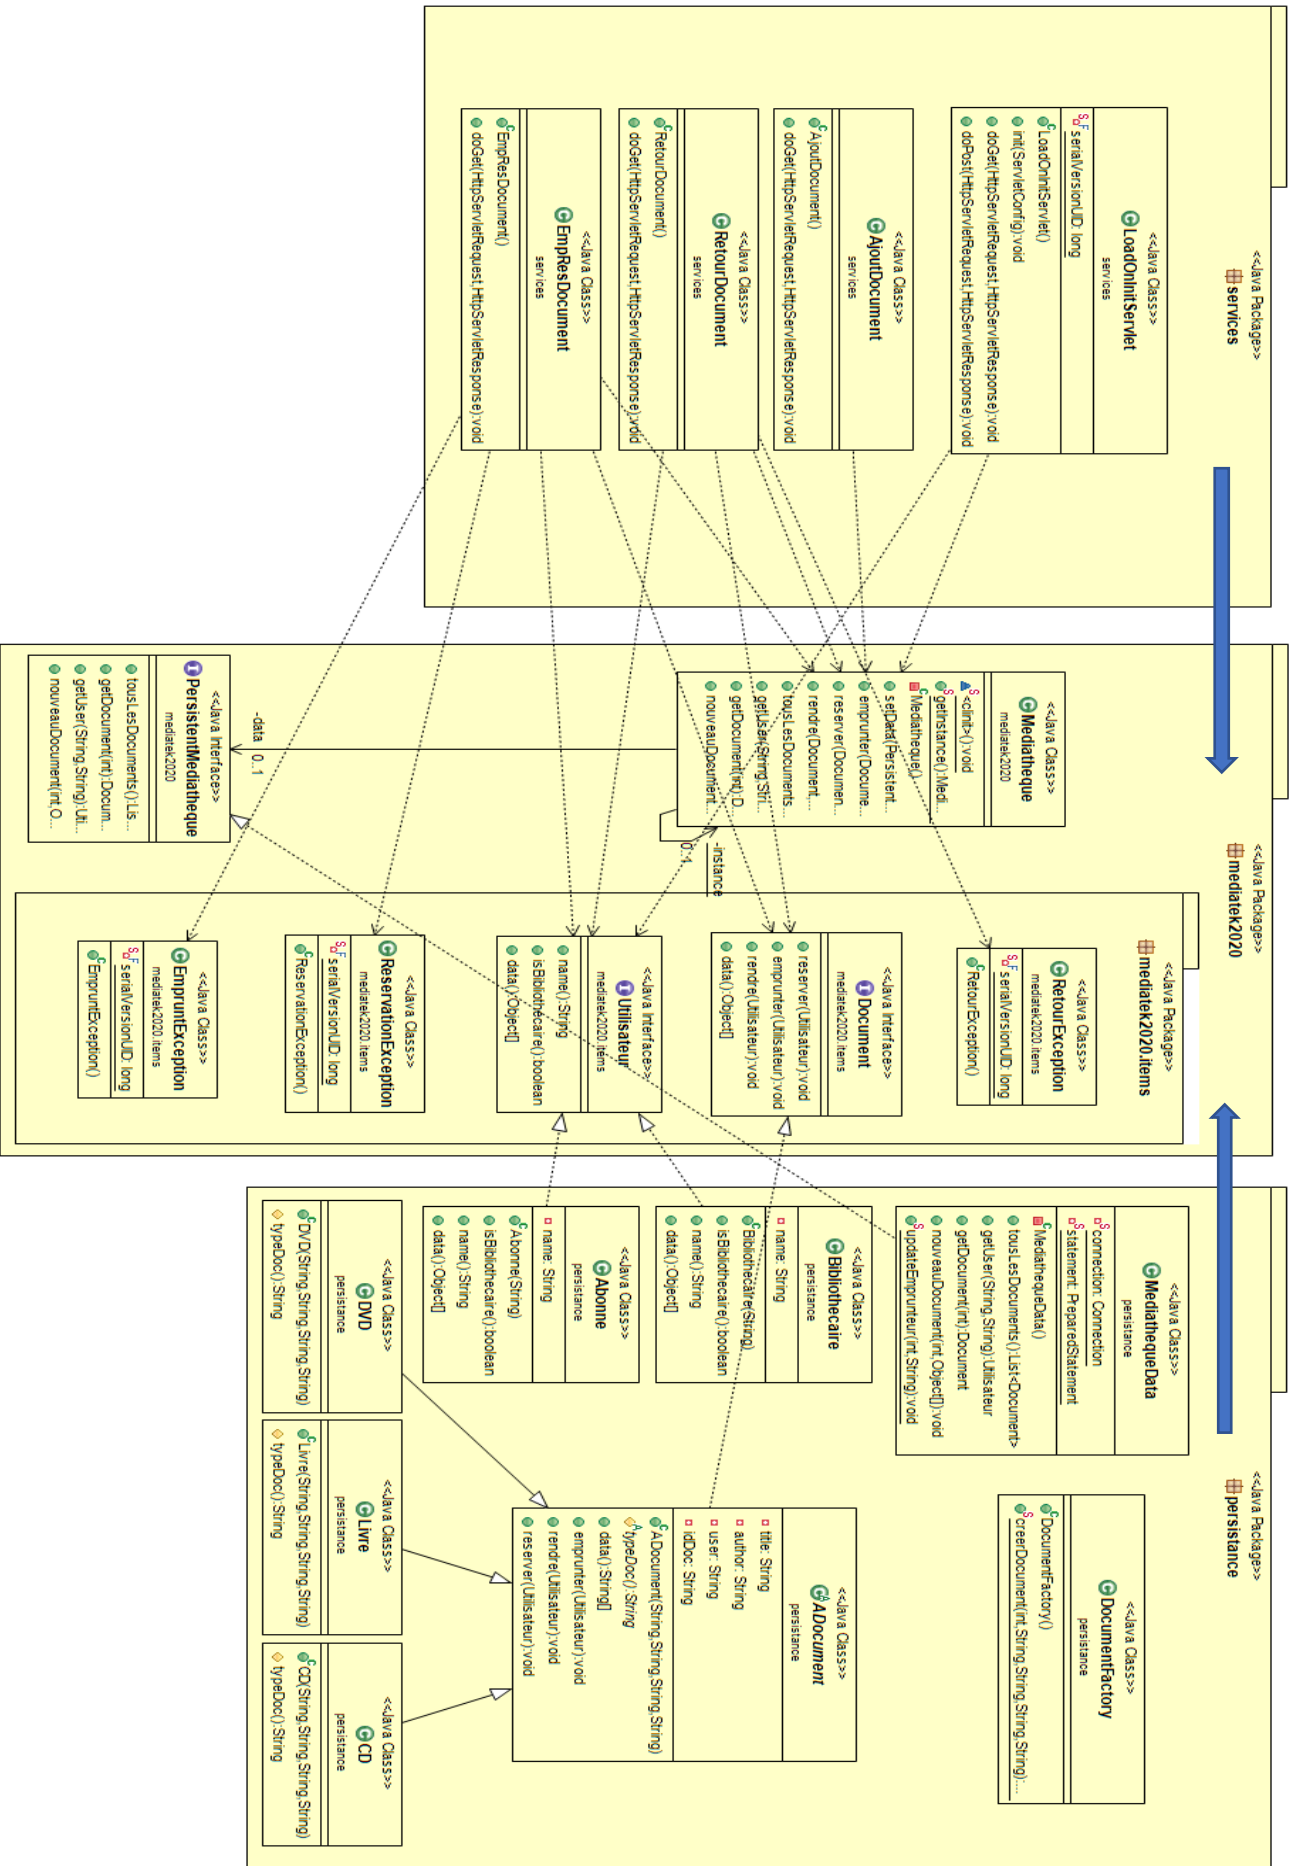 <<Java Package>>
services
<<Java Class>>
LoadOnInitServlet
services
serialVersionUID: long
LoadOnInitServlet()
init(ServletConfig):void
doGet(HttpServletRequest,HttpServletResponse):void
doPost(HttpServletRequest,HttpServletResponse):void
<<Java Class>>
AjoutDocument
services
AjoutDocument()
doGet(HttpServletRequest,HttpServletResponse):void
<<Java Class>>
RetourDocument
services
RetourDocument()
doGet(HttpServletRequest,HttpServletResponse):void
<<Java Class>>
EmpResDocument
services
EmpResDocument()
doGet(HttpServletRequest,HttpServletResponse):void
<<Java Package>>
mediatek2020
<<Java Class>>
Mediatheque
mediatek2020
<clinit>():void
getInstance():Medi...
Mediatheque()
setData(Persistent...
emprunter(Docume...
reserver(Documen...
rendre(Document,...
tousLesDocuments...
getUser(String,Stri...
getDocument(int):D...
nouveauDocument...
-instance
0..1
-data 0..1
<<Java Interface>>
PersistentMediatheque
mediatek2020
tousLesDocuments():Lis...
getDocument(int):Docum...
getUser(String,String):Uti...
nouveauDocument(int,O...
<<Java Package>>
mediatek2020.items
<<Java Class>>
RetourException
mediatek2020.items
serialVersionUID: long
RetourException()
<<Java Interface>>
Document
mediatek2020.items
reserver(Utilisateur):void
emprunter(Utilisateur):void
rendre(Utilisateur):void
data():Object[]
<<Java Interface>>
Utilisateur
mediatek2020.items
name():String
isBibliothecaire():boolean
data():Object[]
<<Java Class>>
ReservationException
mediatek2020.items
serialVersionUID: long
ReservationException()
<<Java Class>>
EmpruntException
mediatek2020.items
serialVersionUID: long
EmpruntException()
<<Java Package>>
persistance
<<Java Class>>
MediathequeData
persistance
connection: Connection
statement: PreparedStatement
MediathequeData()
tousLesDocuments():List<Document>
getUser(String,String):Utilisateur
getDocument(int):Document
nouveauDocument(int,Object[]):void
updateEmprunteur(int,String):void
<<Java Class>>
DocumentFactory
persistance
DocumentFactory()
creerDocument(int,String,String,String,String):...
<<Java Class>>
Bibliothecaire
persistance
name: String
Bibliothecaire(String)
isBibliothecaire():boolean
name():String
data():Object[]
<<Java Class>>
Abonne
persistance
name: String
Abonne(String)
isBibliothecaire():boolean
name():String
data():Object[]
<<Java Class>>
ADocument
persistance
title: String
author: String
user: String
idDoc: String
ADocument(String,String,String,String)
typeDoc():String
data():String[]
emprunter(Utilisateur):void
rendre(Utilisateur):void
reserver(Utilisateur):void
<<Java Class>>
DVD
persistance
DVD(String,String,String,String)
typeDoc():String
<<Java Class>>
Livre
persistance
Livre(String,String,String,String)
typeDoc():String
<<Java Class>>
CD
persistance
CD(String,String,String,String)
typeDoc():String